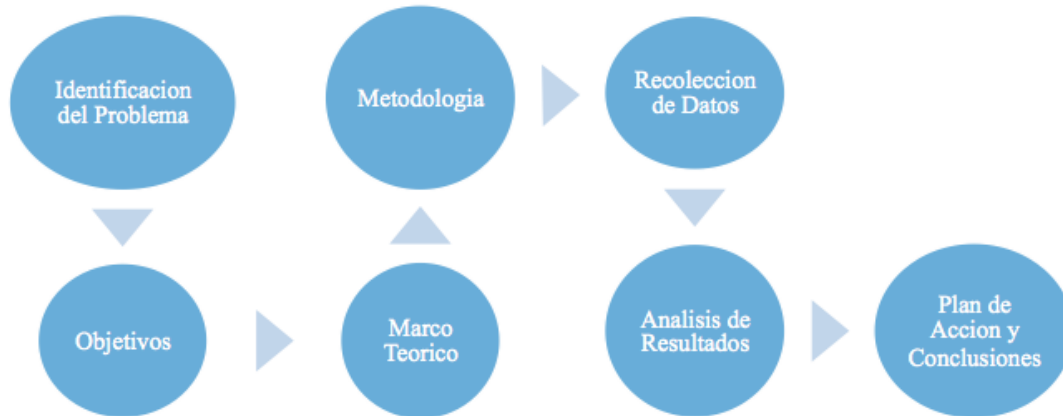 Identificacion
del Problema
Objetivos
Marco
Teorico
Metodologia
Recoleccion
de Datos
Analisis de
Resultados
Plan de
Accion y
Conclusiones